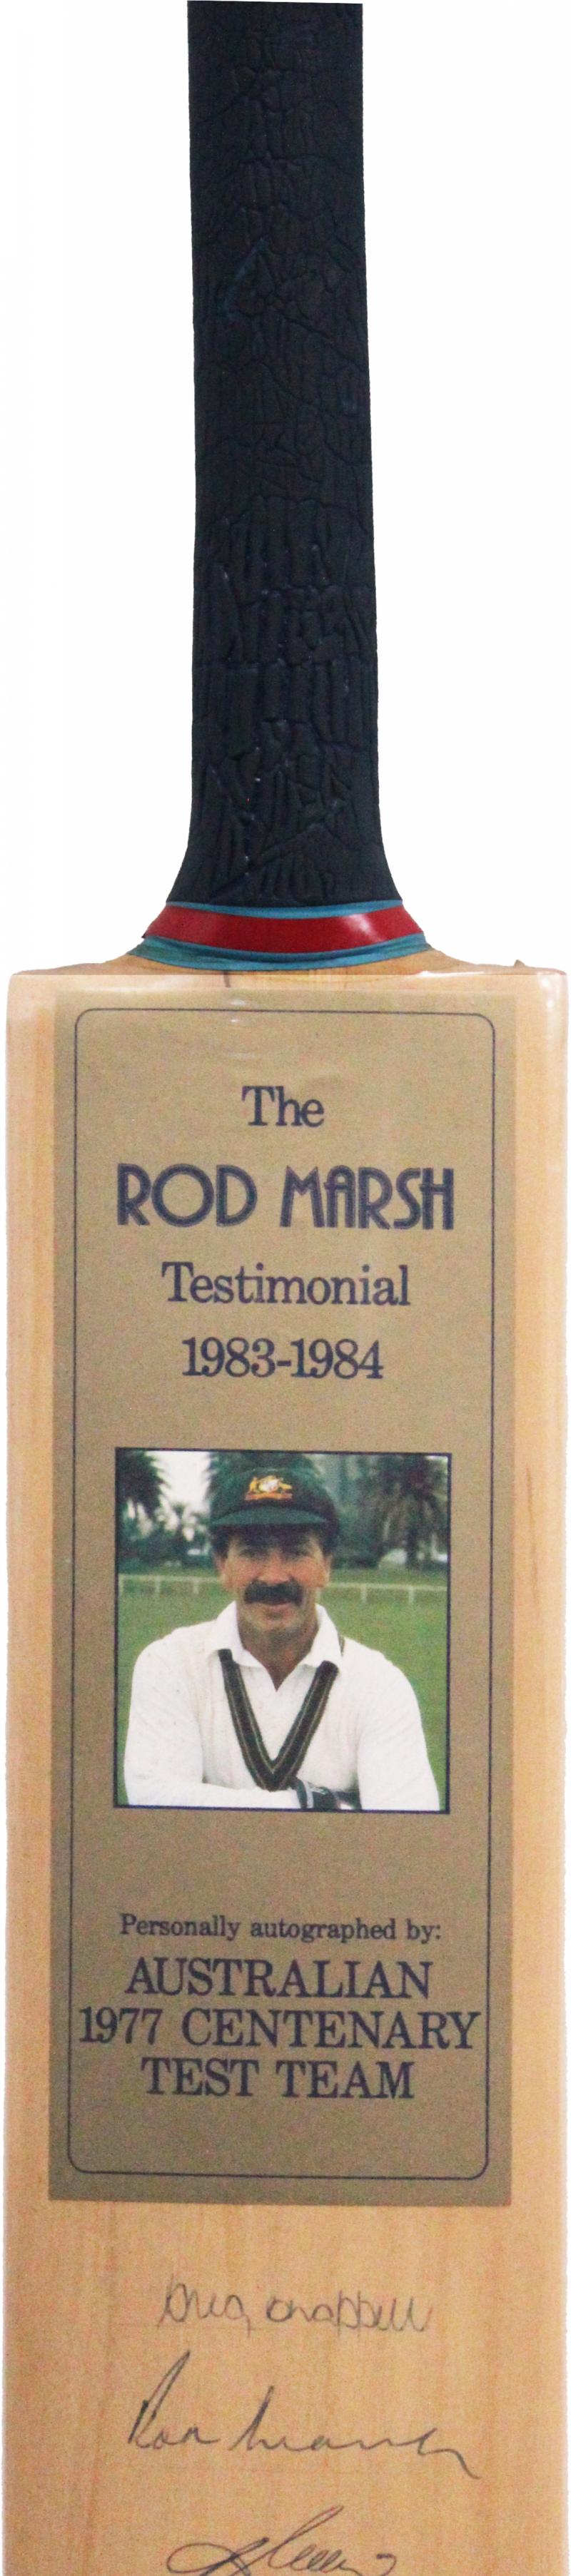 The
ROD MARSH
Testimonial
1983-1984
Personally autographed by:
AUSTRALIAN
1977 CENTENARY
TEST TEAM
Greg Chappell
Rod Marsh